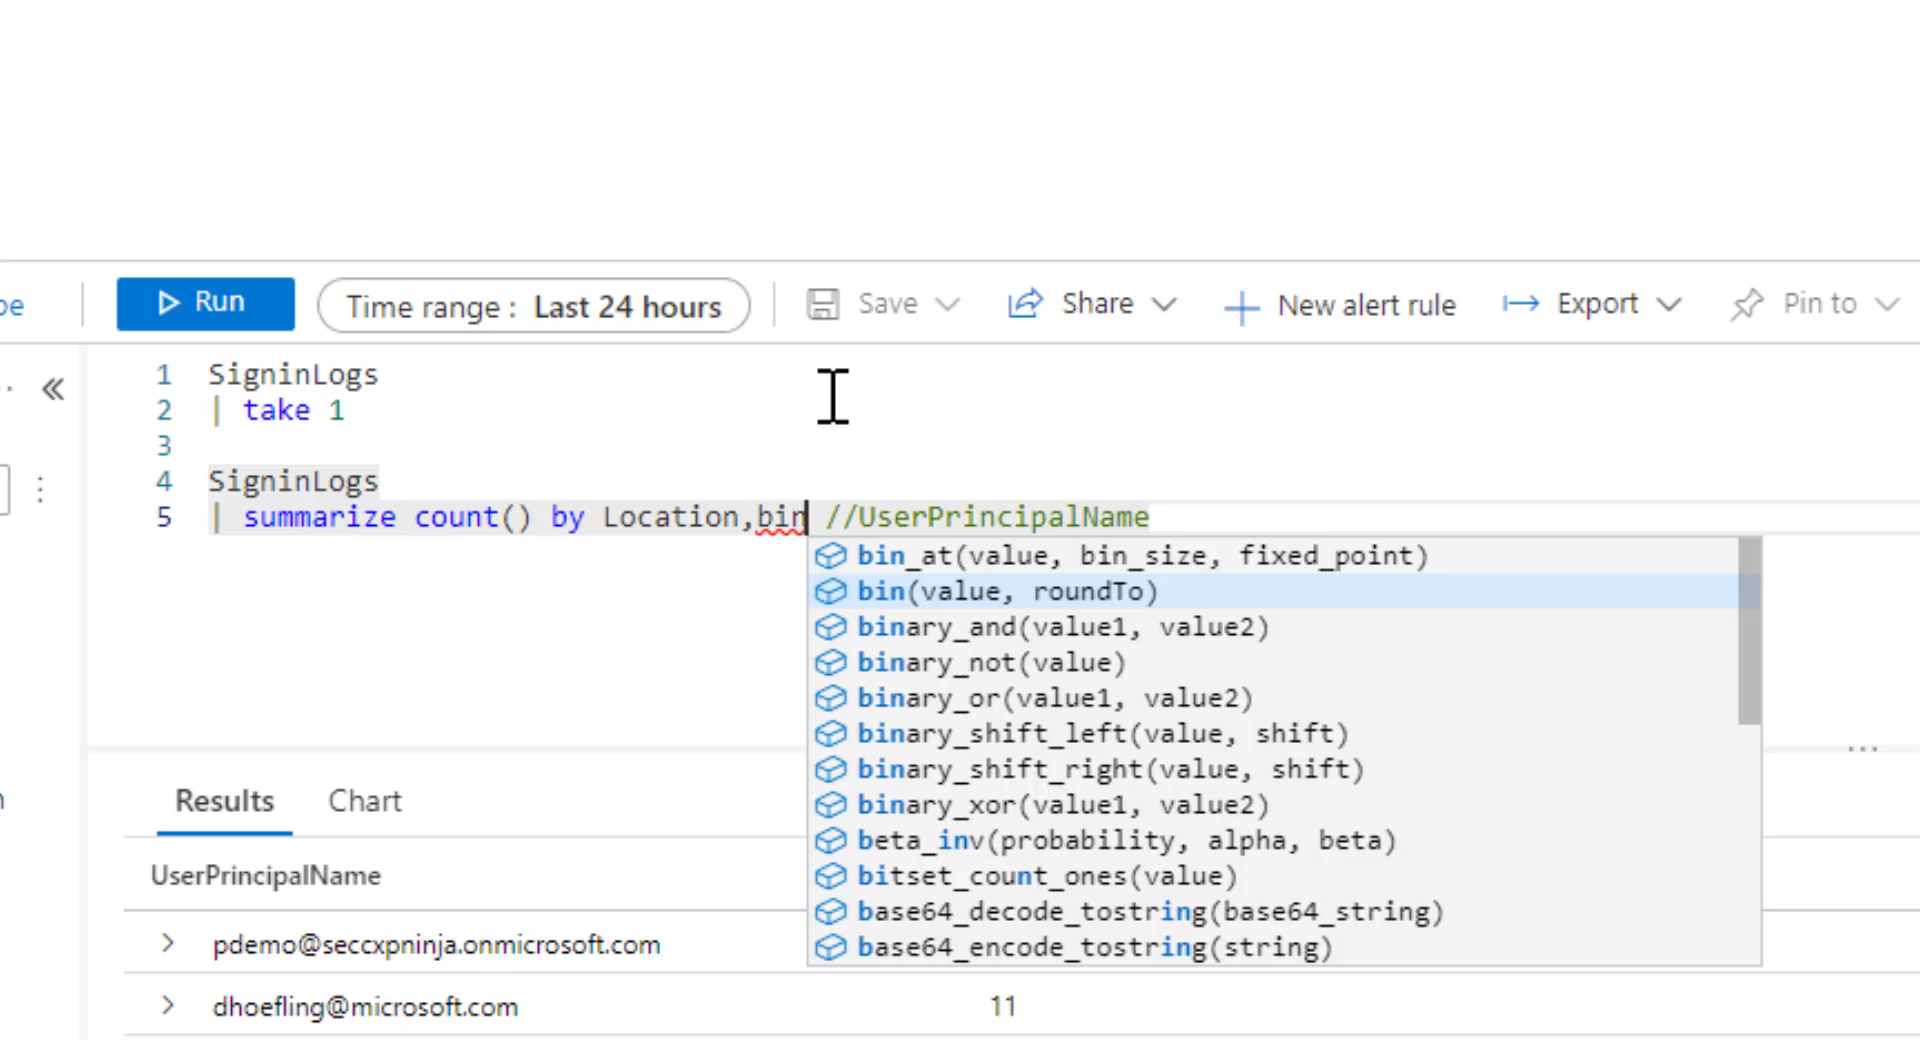 pe
Run
Time range : Last 24 hours
Save
Share
New alert rule
Export
Pin to
1 SigninLogs
2 | take 1
3
4 SigninLogs
5 | summarize count() by Location,bin //UserPrincipalName
bin_at(value, bin_size, fixed_point)
bin(value, roundTo)
binary_and(value1, value2)
binary_not(value)
binary_or(value1, value2)
binary_shift_left(value, shift)
binary_shift_right(value, shift)
binary_xor(value1, value2)
beta_inv(probability, alpha, beta)
bitset_count_ones(value)
base64_decode_tostring(base64_string)
base64_encode_tostring(string)
Results Chart
UserPrincipalName
pdemo@seccxpninja.onmicrosoft.com
dhoefling@microsoft.com 11